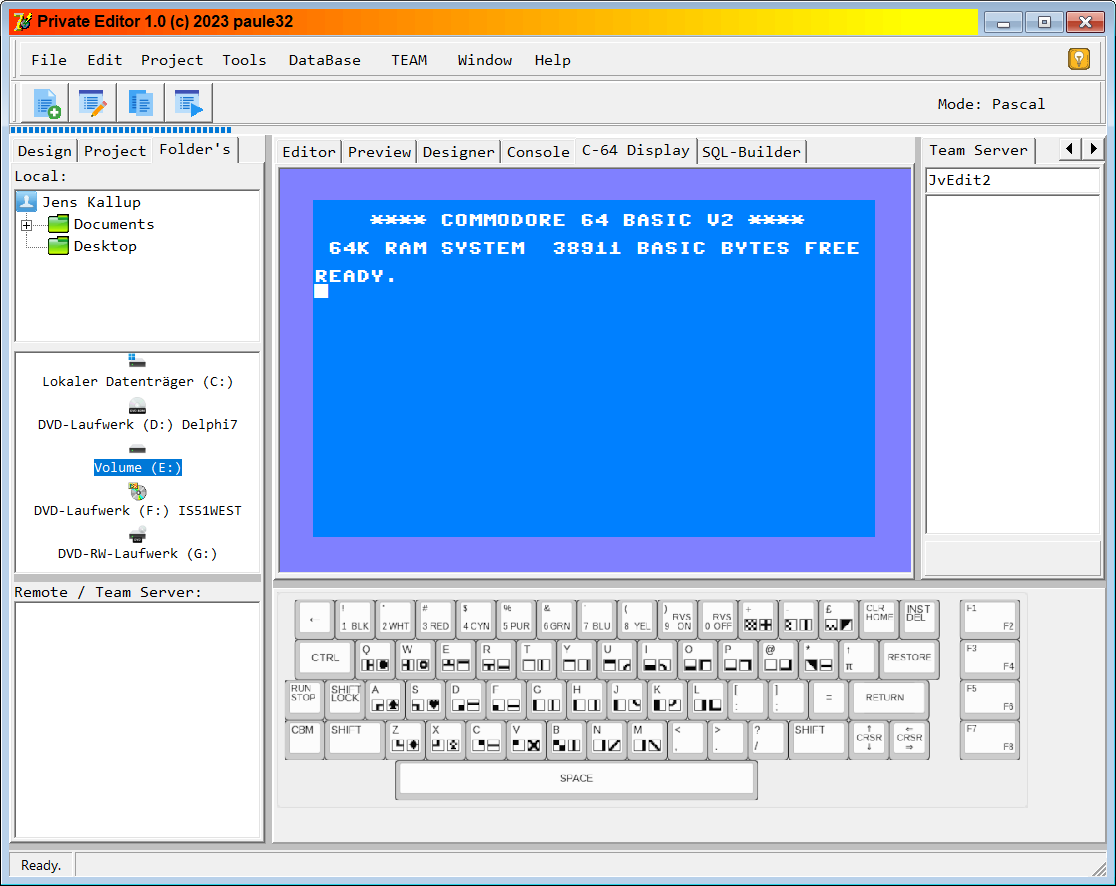 Private Editor 1.0 (c) 2023 paule32
File Edit Project Tools DataBase TEAM Window Help
Mode: Pascal
Design Project Folder's
Local:
Jens Kallup
Documents
Desktop
Lokaler Datenträger (C:)
DVD-Laufwerk (D:) Delphi7
Volume (E:)
DVD-Laufwerk (F:) IS51WEST
DVD-RW-Laufwerk (G:)
Remote / Team Server:
Editor Preview Designer Console C-64 Display SQL-Builder
**** COMMODORE 64 BASIC V2 ****
64K RAM SYSTEM 38911 BASIC BYTES FREE
READY.
Team Server
JvEdit2
← ! 1 BLK " 2 WHT # 3 RED $ 4 CYN % 5 PUR & 6 GRN ' 7 BLU ( 8 YEL ) 9 RVS ON 0 RVS OFF + - £ CLR HOME INST DEL
CTRL Q W E R T Y U I O P @ * ↑ π RESTORE
RUN STOP SHIFT LOCK A S D F G H J K L [ : ] ; = RETURN
CBM SHIFT Z X C V B N M < , > . ? / SHIFT ⇑ CRSR ⇓ ⇐ CRSR ⇒
SPACE
F1 F2
F3 F4
F5 F6
F7 F8
Ready.